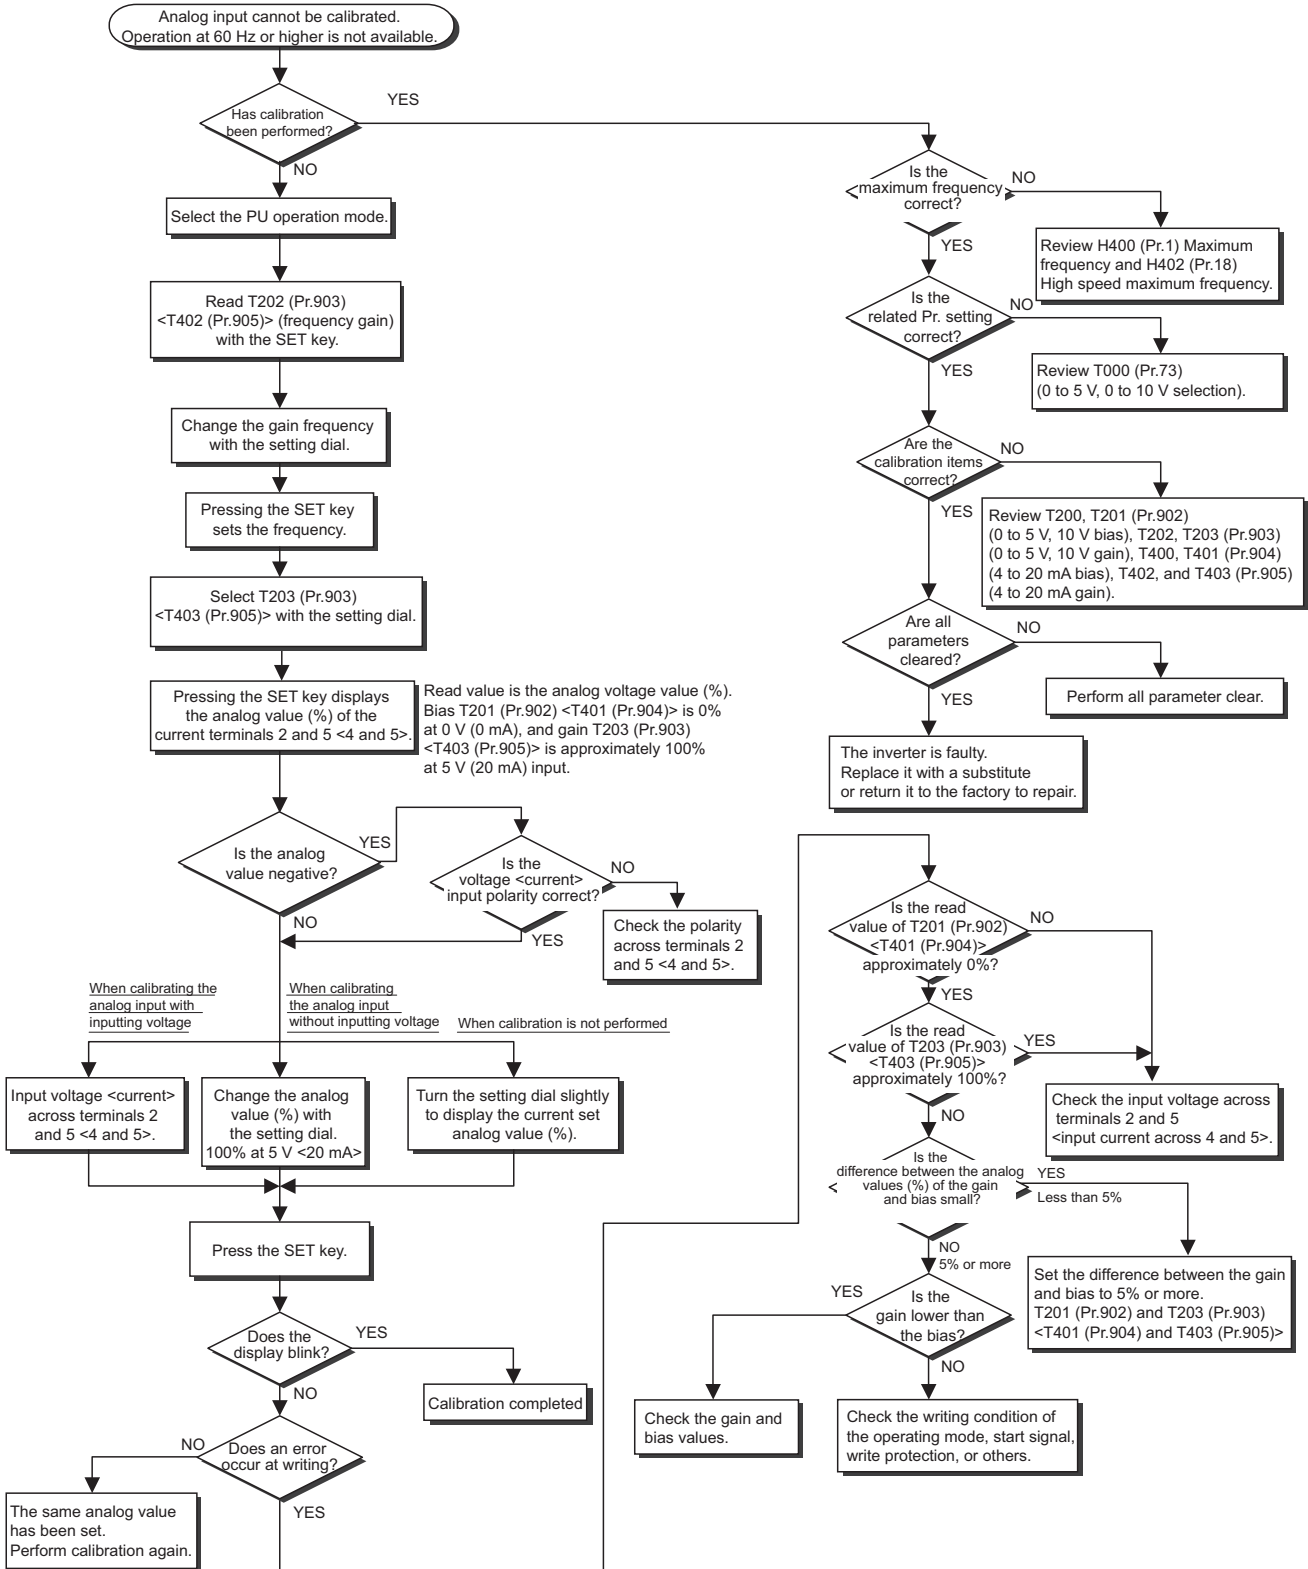 Analog input cannot be calibrated.
Operation at 60 Hz or higher is not available.
Has calibration
been performed?
YES
NO
Select the PU operation mode.
Read T202 (Pr.903)
<T402 (Pr.905)> (frequency gain)
with the SET key.
Change the gain frequency
with the setting dial.
Pressing the SET key
sets the frequency.
Select T203 (Pr.903)
<T403 (Pr.905)> with the setting dial.
Pressing the SET key displays
the analog value (%) of the
current terminals 2 and 5 <4 and 5>.
Read value is the analog voltage value (%).
Bias T201 (Pr.902) <T401 (Pr.904)> is 0%
at 0 V (0 mA), and gain T203 (Pr.903)
<T403 (Pr.905)> is approximately 100%
at 5 V (20 mA) input.
Is the analog
value negative?
YES
NO
Is the
voltage <current>
input polarity correct?
NO
YES
Check the polarity
across terminals 2
and 5 <4 and 5>.
When calibrating the
analog input with
inputting voltage
When calibrating
the analog input
without inputting voltage
When calibration is not performed
Input voltage <current>
across terminals 2
and 5 <4 and 5>.
Change the analog
value (%) with
the setting dial.
100% at 5 V <20 mA>
Turn the setting dial slightly
to display the current set
analog value (%).
Press the SET key.
Does the
display blink?
YES
NO
Calibration completed
Does an error
occur at writing?
NO
YES
The same analog value
has been set.
Perform calibration again.
Is the
maximum frequency
correct?
NO
YES
Review H400 (Pr.1) Maximum
frequency and H402 (Pr.18)
High speed maximum frequency.
Is the
related Pr. setting
correct?
NO
YES
Review T000 (Pr.73)
(0 to 5 V, 0 to 10 V selection).
Are the
calibration items
correct?
NO
YES
Review T200, T201 (Pr.902)
(0 to 5 V, 10 V bias), T202, T203 (Pr.903)
(0 to 5 V, 10 V gain), T400, T401 (Pr.904)
(4 to 20 mA bias), T402, and T403 (Pr.905)
(4 to 20 mA gain).
Are all
parameters
cleared?
NO
YES
Perform all parameter clear.
The inverter is faulty.
Replace it with a substitute
or return it to the factory to repair.
Is the read
value of T201 (Pr.902)
<T401 (Pr.904)>
approximately 0%?
NO
YES
Is the read
value of T203 (Pr.903)
<T403 (Pr.905)>
approximately 100%?
YES
NO
Check the input voltage across
terminals 2 and 5
<input current across 4 and 5>.
Is the
difference between the analog
values (%) of the gain
and bias small?
YES
Less than 5%
NO
5% or more
Set the difference between the gain
and bias to 5% or more.
T201 (Pr.902) and T203 (Pr.903)
<T401 (Pr.904) and T403 (Pr.905)>
Is the
gain lower than
the bias?
YES
NO
Check the gain and
bias values.
Check the writing condition of
the operating mode, start signal,
write protection, or others.